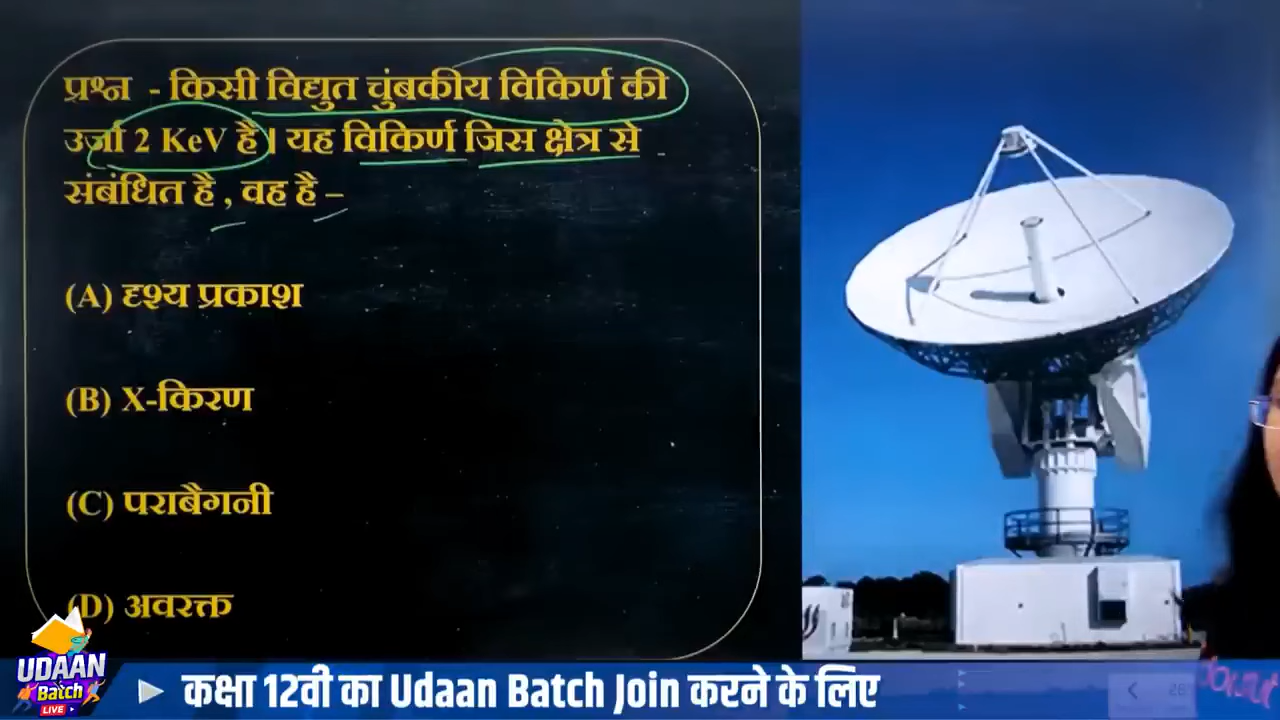 प्रश्न - किसी विद्युत चुंबकीय विकिर्ण की
उर्जा 2 KeV है। यह विकिर्ण जिस क्षेत्र से
संबंधित है , वह है –
(A) दृश्य प्रकाश
(B) X-किरण
(C) पराबैगनी
(D) अवरक्त
UDAAN
Batch
LIVE
कक्षा 12वी का Udaan Batch Join करने के लिए